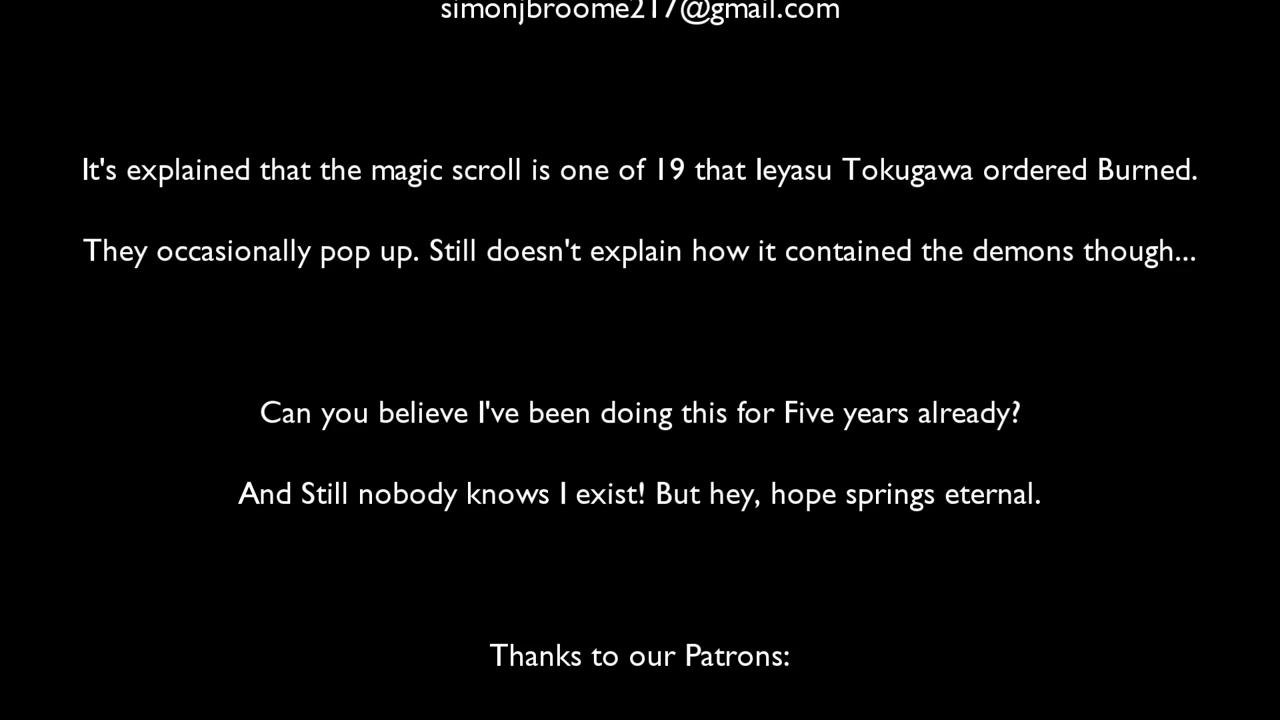 simonjbroome217@gmail.com
It's explained that the magic scroll is one of 19 that Ieyasu Tokugawa ordered Burned.
They occasionally pop up. Still doesn't explain how it contained the demons though...
Can you believe I've been doing this for Five years already?
And Still nobody knows I exist! But hey, hope springs eternal.
Thanks to our Patrons: